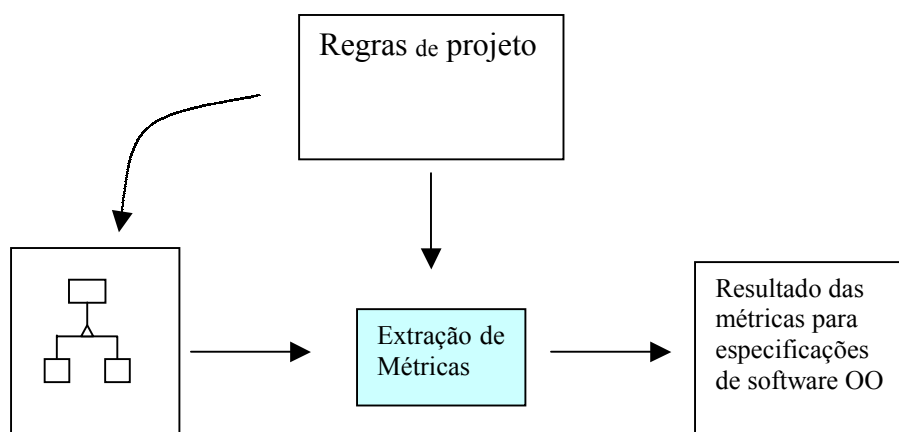 Regras de projeto
Extração de
Métricas
Resultado das
métricas para
especificações
de software OO